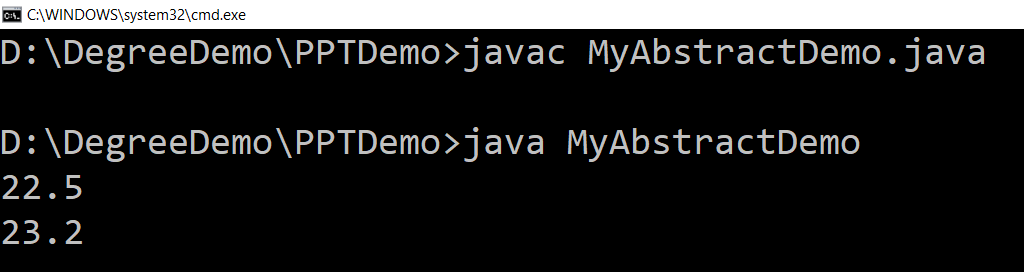 C:\WINDOWS\system32\cmd.exe
D:\DegreeDemo\PPTDemo>javac MyAbstractDemo.java
D:\DegreeDemo\PPTDemo>java MyAbstractDemo
22.5
23.2